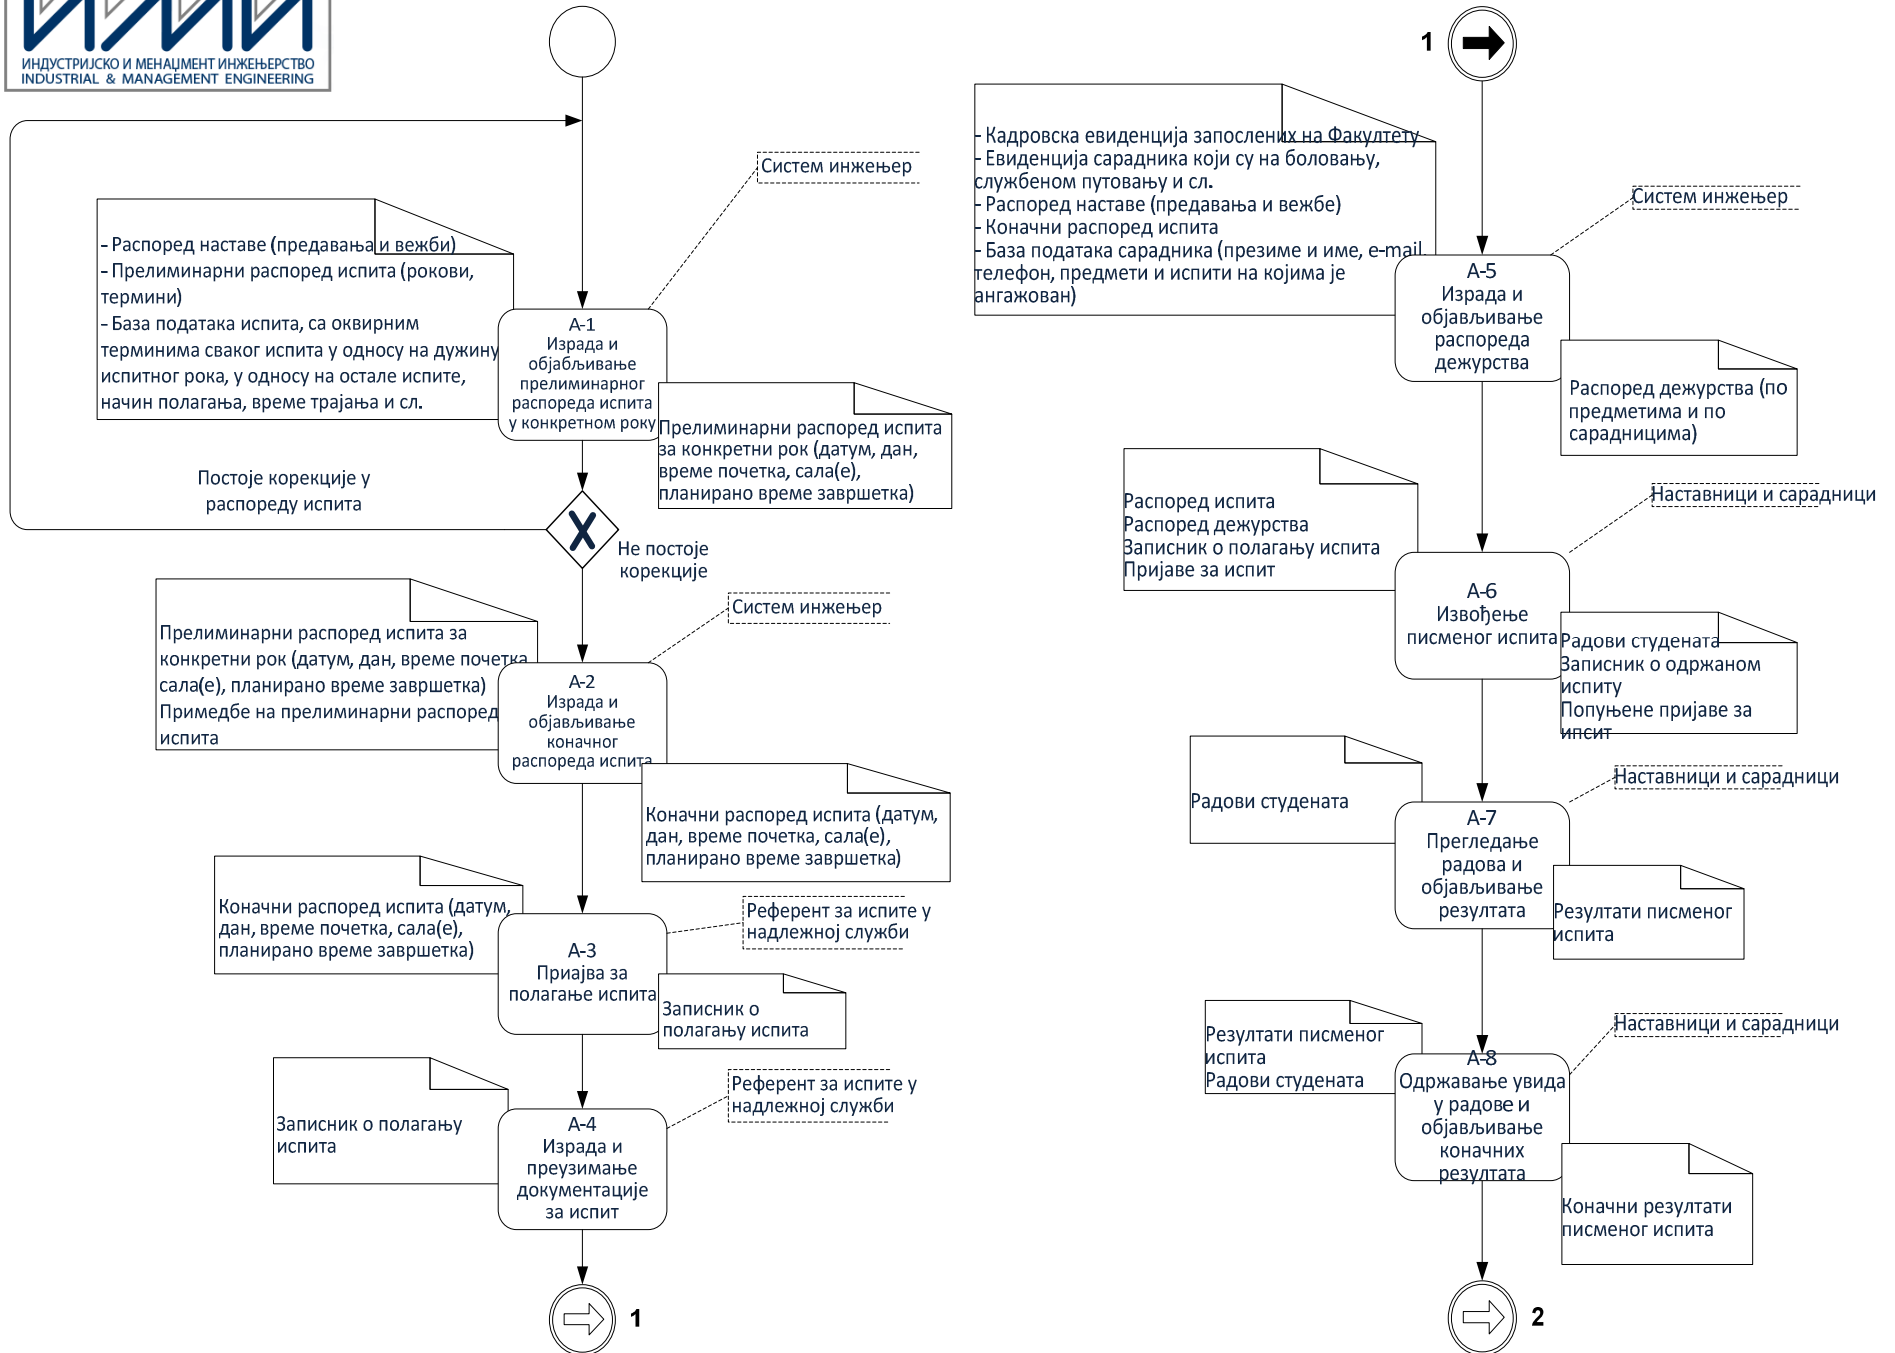 ИНДУСТРИЈСКО И МЕНАЏМЕНТ ИНЖЕЊЕРСТВО
INDUSTRIAL & MANAGEMENT ENGINEERING
Систем инжењер
- Распоред наставе (предавања и вежби)
- Прелиминарни распоред испита (рокови,
термини)
- База података испита, са оквирним
терминима сваког испита у односу на дужину
испитног рока, у односу на остале испите,
начин полагања, време трајања и сл.
А-1
Израда и
објабљивање
прелиминарног
распореда испита
у конкретном року
Прелиминарни распоред испита
за конкретни рок (датум, дан,
време почетка, сала(е),
планирано време завршетка)
Постоје корекције у
распореду испита
X
Не постоје
корекције
Систем инжењер
Прелиминарни распоред испита за
конкретни рок (датум, дан, време почетка,
сала(е), планирано време завршетка)
Примедбе на прелиминарни распоред
испита
А-2
Израда и
објављивање
коначног
распореда испита
Коначни распоред испита (датум,
дан, време почетка, сала(е),
планирано време завршетка)
Коначни распоред испита (датум,
дан, време почетка, сала(е),
планирано време завршетка)
Референт за испите у
надлежној служби
А-3
Приајва за
полагање испита
Записник о
полагању испита
Референт за испите у
надлежној служби
Записник о полагању
испита
А-4
Израда и
преузимање
документације
за испит
1
1
- Кадровска евиденција запослених на Факултету
- Евиденција сарадника који су на боловању,
службеном путовању и сл.
- Распоред наставе (предавања и вежбе)
- Коначни распоред испита
- База података сарадника (презиме и име, e-mail,
телефон, предмети и испити на којима је
ангажован)
Систем инжењер
А-5
Израда и
објављивање
распореда
дежурства
Распоред дежурства (по
предметима и по
сарадницима)
Распоред испита
Распоред дежурства
Записник о полагању испита
Пријаве за испит
Наставници и сарадници
А-6
Извођење
писменог испита
Радови студената
Записник о одржаном
испиту
Попуњене пријаве за
ипсит
Радови студената
Наставници и сарадници
А-7
Прегледање
радова и
објављивање
резултата
Резултати писменог
испита
Резултати писменог
испита
Радови студената
Наставници и сарадници
А-8
Одржавање увида
у радове и
објављивање
коначних
резултата
Коначни резултати
писменог испита
2